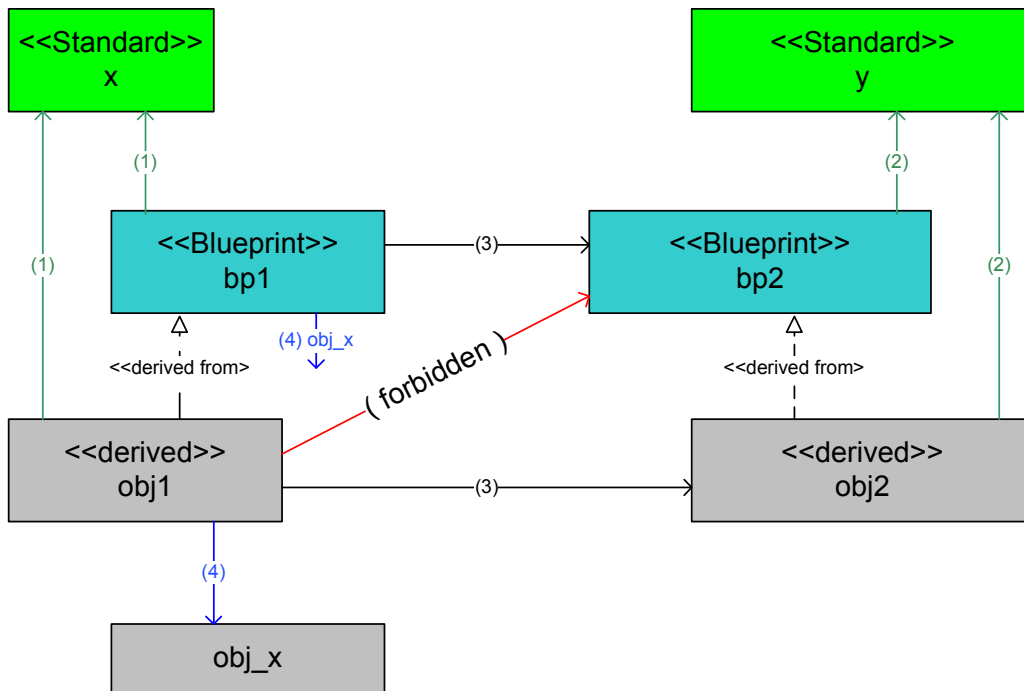 <<Standard>>
x
<<Standard>>
y
(1)
(2)
<<Blueprint>>
bp1
(3)
<<Blueprint>>
bp2
(1)
(2)
(4) obj_x
<<derived from>
( forbidden )
<<derived from>
<<derived>>
obj1
(3)
<<derived>>
obj2
(4)
obj_x